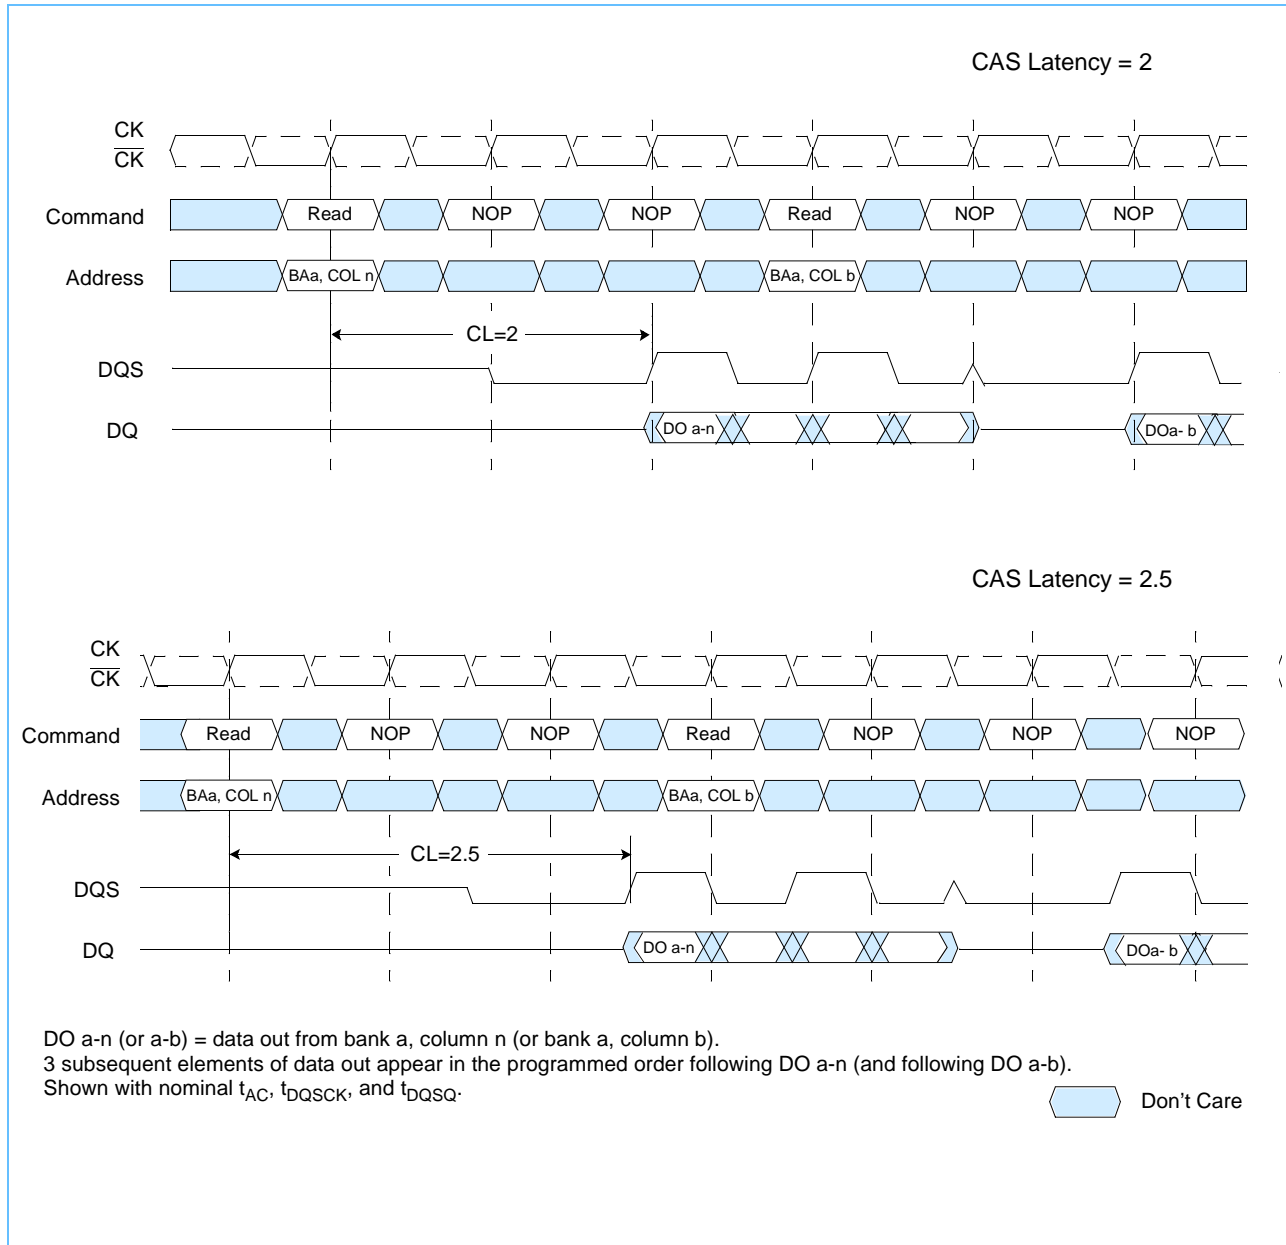 CAS Latency = 2
CK
CK
Command
Read
NOP
NOP
Read
NOP
NOP
Address
BAa, COL n
BAa, COL b
CL=2
DQS
DQ
DO a-n
DOa- b
CAS Latency = 2.5
CK
CK
Command
Read
NOP
NOP
Read
NOP
NOP
NOP
Address
BAa, COL n
BAa, COL b
CL=2.5
DQS
DQ
DO a-n
DOa- b
DO a-n (or a-b) = data out from bank a, column n (or bank a, column b).
3 subsequent elements of data out appear in the programmed order following DO a-n (and following DO a-b).
Shown with nominal tAC, tDQSCK, and tDQSQ.
Don't Care